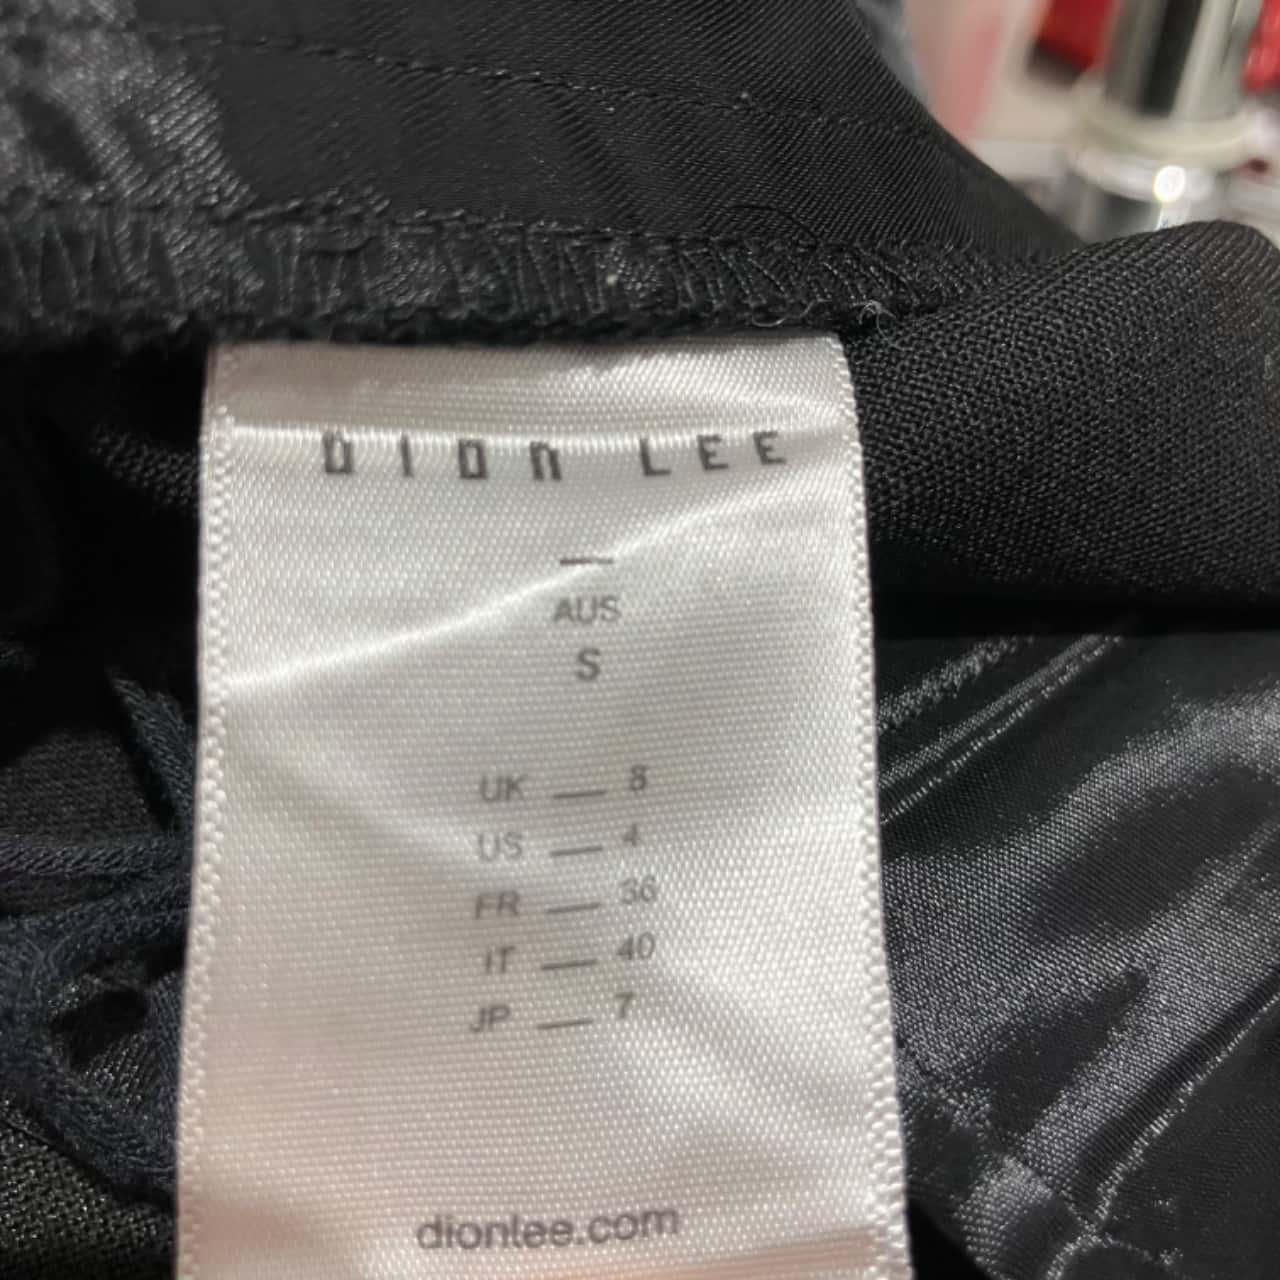 DION LEE
—
AUS
S
UK — 8
US — 4
FR — 36
IT — 40
JP — 7
dionlee.com